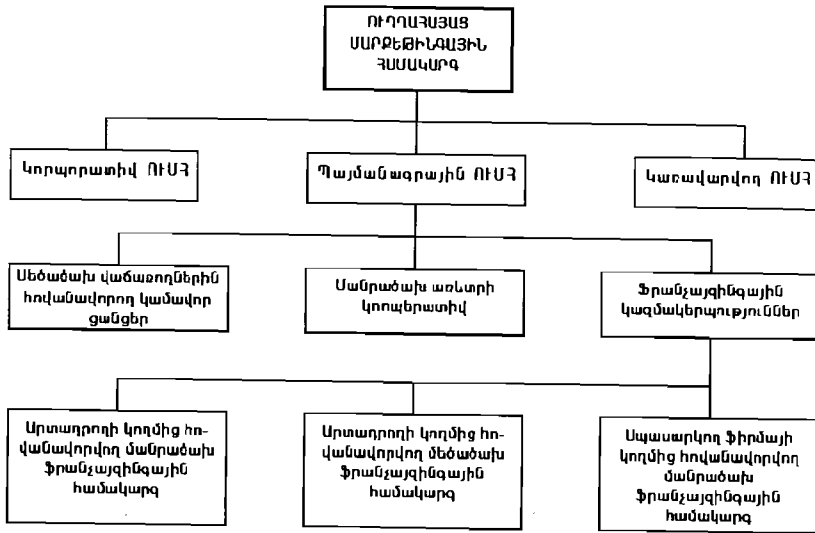 ՈՒՂՂԱՀԱՅԱՑ
ՄԱՐՔԵԹԻՆԳԱՅԻՆ
ՀԱՄԱԿԱՐԳ
Կորպորատիվ ՈՒՄՀ
Պայմանագրային ՈՒՄՀ
Կառավարվող ՈՒՄՀ
Մեծածախ վաճառողներին
հովանավորող կամավոր
ցանցեր
Մանրածախ առևտրի
կոոպերատիվ
Ֆրանչայզինգային
կազմակերպություններ
Արտադրողի կողմից հո-
վանավորվող մանրածախ
ֆրանչայզինգային
համակարգ
Արտադրողի կողմից հո-
վանավորվող մեծածախ
ֆրանչայզինգային
համակարգ
Սպասարկող ֆիրմայի
կողմից հովանավորվող
մանրածախ
ֆրանչայզինգային
համակարգ